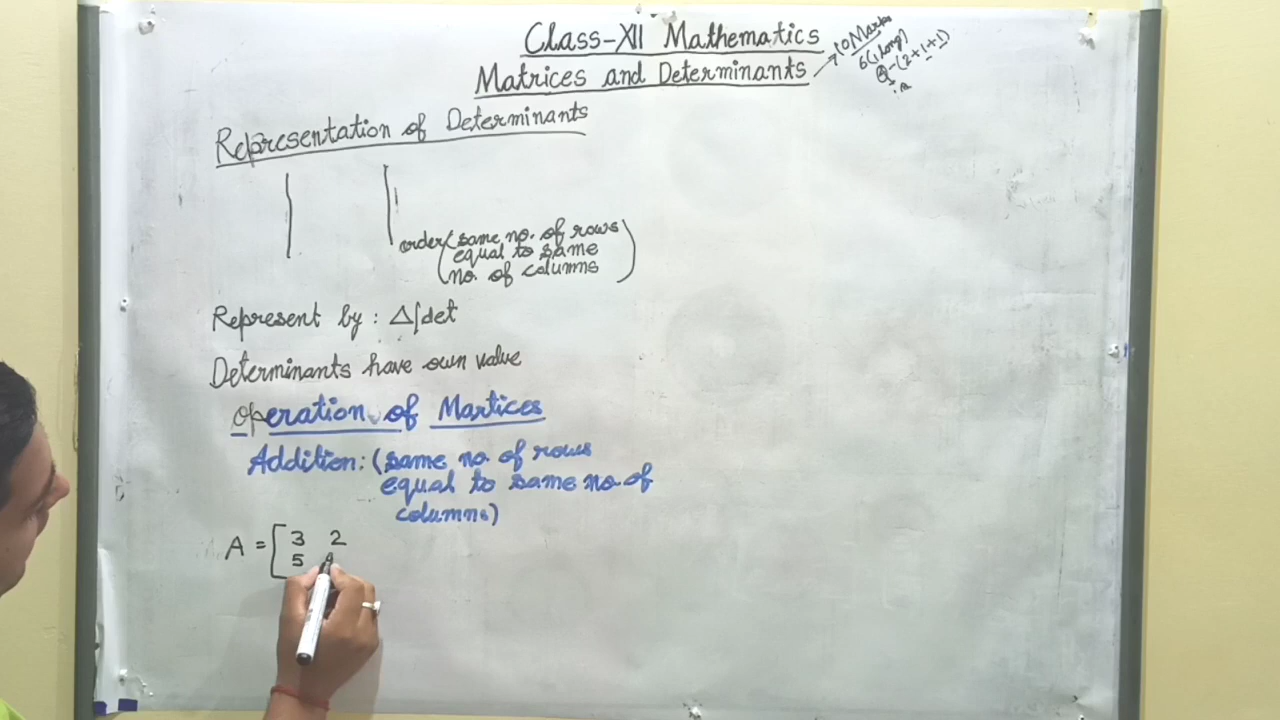 Class-XII Mathematics
Matrices and Determinants
10 Marks
6(1 long)
(2+1+1)
Representation of Determinants
order (same no. of rows
equal to same
no. of columns)
Represent by : Δ/det
Determinants have own value
operation of Martices
Addition: (same no. of rows
equal to same no of
columns)
A = [3 2
5